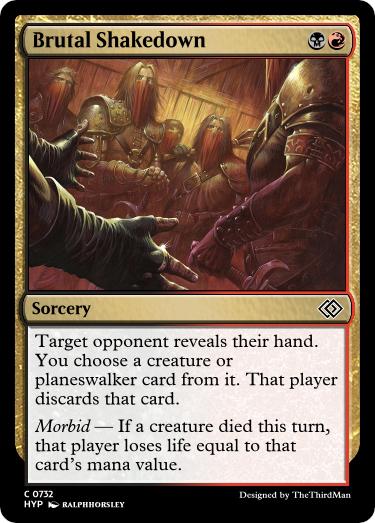 Brutal Shakedown
Sorcery
Target opponent reveals their hand.
You choose a creature or
planeswalker card from it. That player
discards that card.
Morbid — If a creature died this turn,
that player loses life equal to that
card's mana value.
C 0732
HYP RALPHHORSLEY
Designed by TheThirdMan